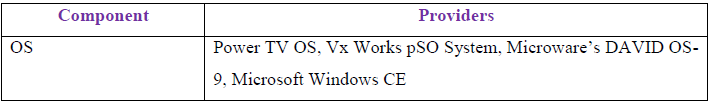 Component Providers
OS Power TV OS, Vx Works pSO System, Microware’s DAVID OS-
9, Microsoft Windows CE